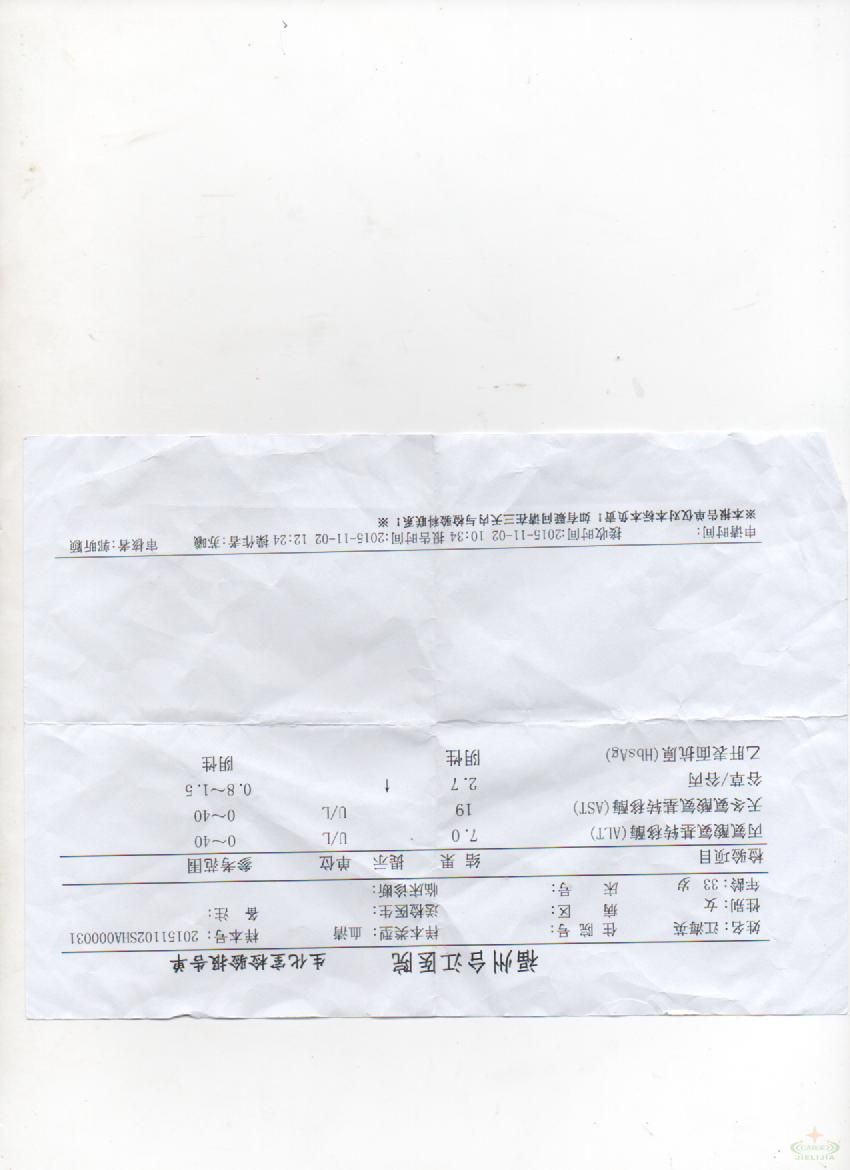 福州台江医院 生化室检验报告单
姓名:江海英 住 院 号: 样本类型: 血清 样本号: 20151102SHA000031
性别:女 病 区: 送检医生: 备 注:
年龄:33 岁 床 号: 临床诊断:
检验项目 结 果 提 示 单 位 参考范围
丙氨酸氨基转移酶(ALT) 7.0 U/L 0~40
天冬氨酸氨基转移酶(AST) 19 U/L 0~40
谷草/谷丙 2.7 ↑ 0.8~1.5
乙肝表面抗原(HbsAg) 阴性 阴性
申请时间: 接收时间:2015-11-02 10:34 报告时间:2015-11-02 12:24 操作者:苏曦 审核者:郭昕颖
※本报告单仅对本标本负责!如有疑问请在三天内与检验科联系!※
JIELIJIA